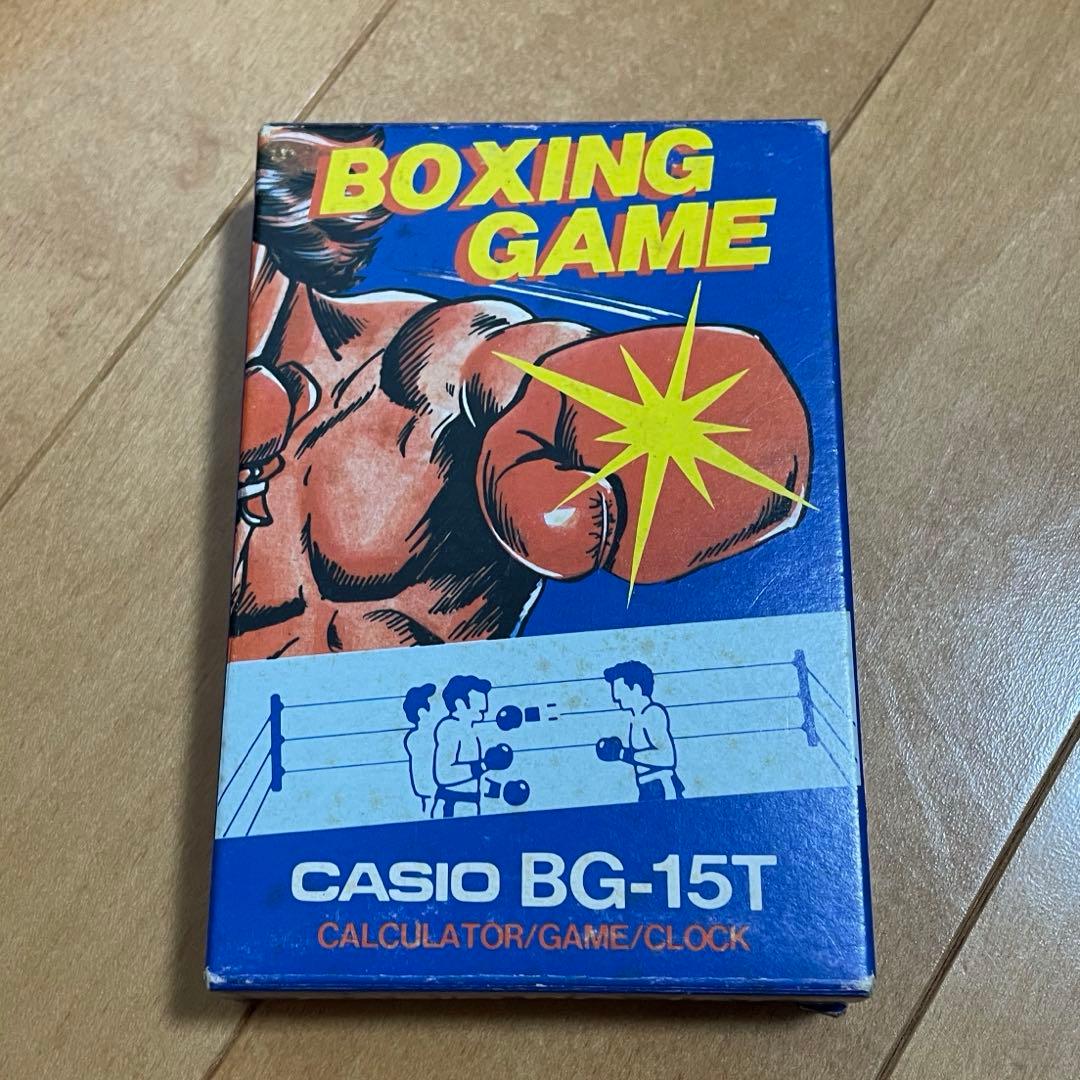 BOXING
GAME
CASIO BG-15T
CALCULATOR/GAME/CLOCK